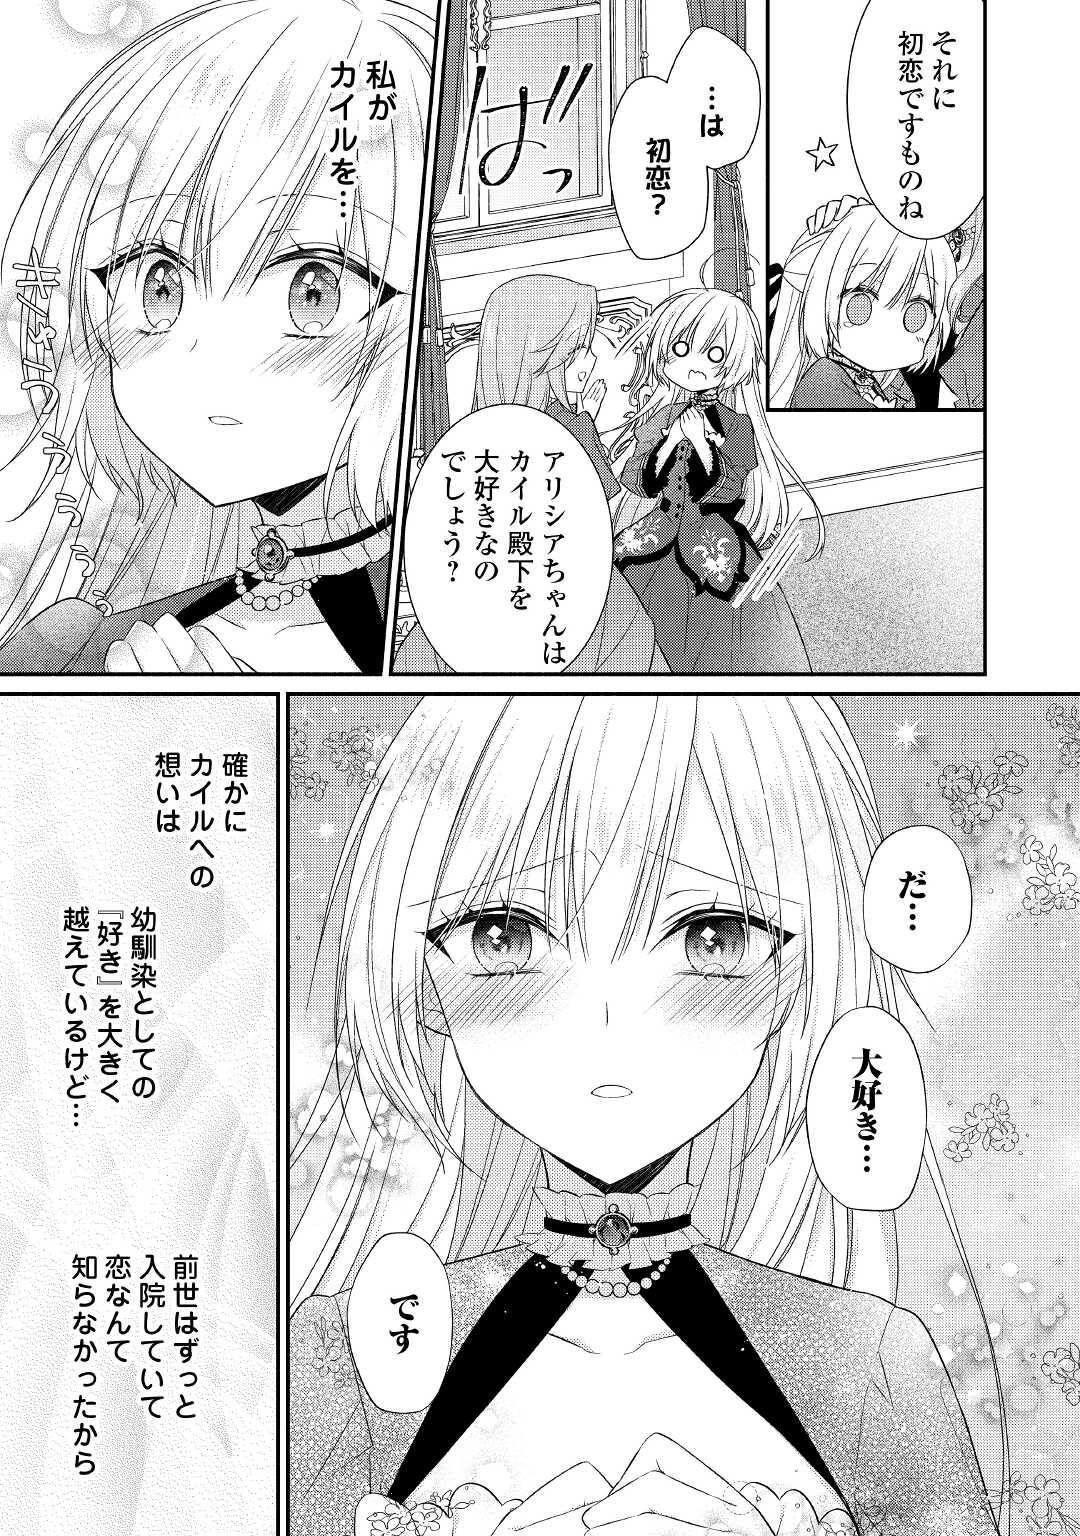 それに
初恋ですものね
…は
初恋？
ばっ
アリシアちゃんは
カイル殿下を
大好きなの
でしょう？
私が
カイルを…
キュうぅぅぅ
だ…
大好き…
です
確かに
カイルへの
想いは
幼馴染としての
『好き』を大きく
越えているけど…
前世はずっと
入院していて
恋なんて
知らなかったから